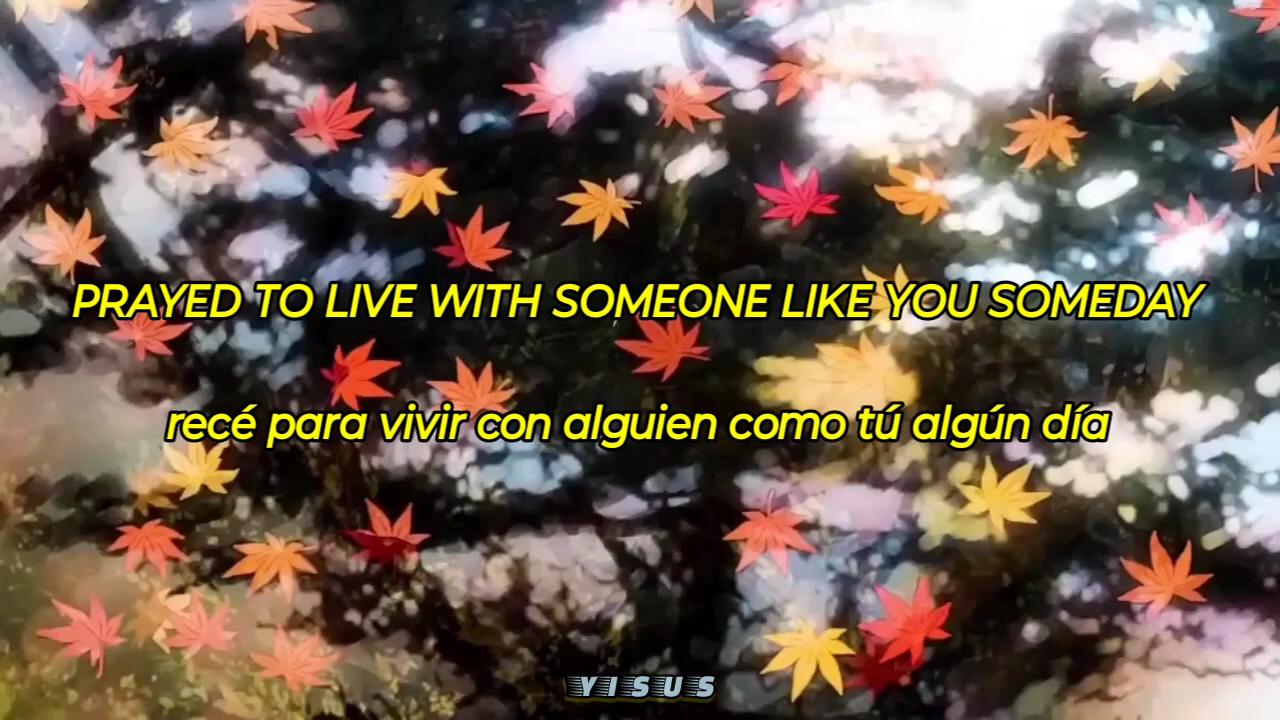 PRAYED TO LIVE WITH SOMEONE LIKE YOU SOMEDAY
recé para vivir con alguien como tú algún día
YISUS